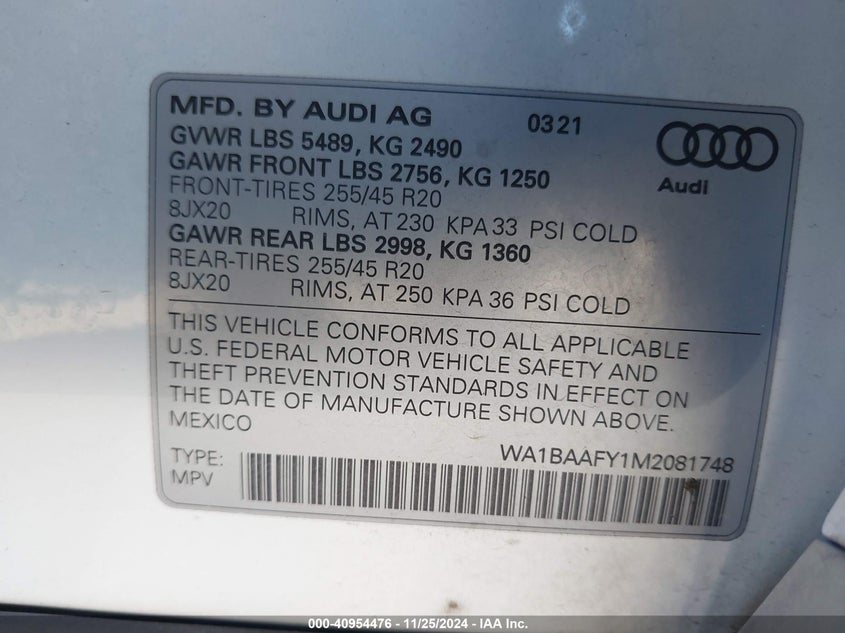 MFD. BY AUDI AG 03 21
GVWR LBS 5489, KG 2490
GAWR FRONT LBS 2756, KG 1250
FRONT-TIRES 255/45 R20
8JX20 RIMS, AT 230 KPA 33 PSI COLD
GAWR REAR LBS 2998, KG 1360
REAR-TIRES 255/45 R20
8JX20 RIMS, AT 250 KPA 36 PSI COLD
Audi
THIS VEHICLE CONFORMS TO ALL APPLICABLE
U.S. FEDERAL MOTOR VEHICLE SAFETY AND
THEFT PREVENTION STANDARDS IN EFFECT ON
THE DATE OF MANUFACTURE SHOWN ABOVE.
MEXICO
WA1BAAFY1M2081748
TYPE:
MPV
000-40954476 - 11/25/2024 - IAA Inc.